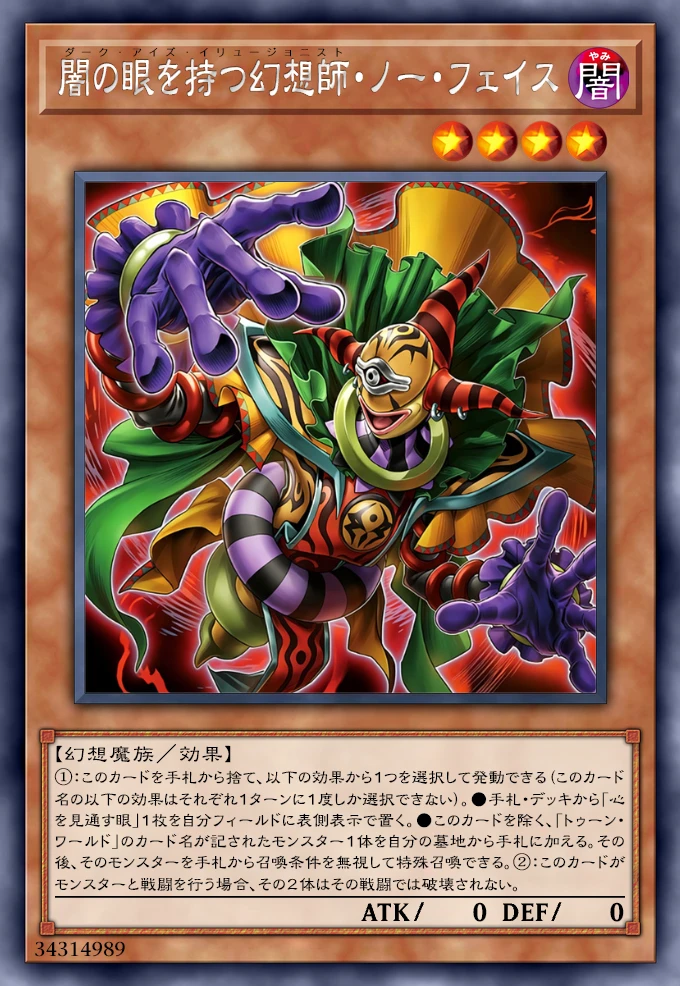 ダーク・アイズ・イリュージョニスト
闇の眼を持つ幻想師・ノー・フェイス
やみ
闇
【幻想魔族／効果】
①：このカードを手札から捨て、以下の効果から1つを選択して発動できる（このカード
名の以下の効果はそれぞれ1ターンに1度しか選択できない）。●手札・デッキから「心
を見通す眼」1枚を自分フィールドに表側表示で置く。●このカードを除く、「トゥーン・
ワールド」のカード名が記されたモンスター1体を自分の墓地から手札に加える。その
後、そのモンスターを手札から召喚条件を無視して特殊召喚できる。②：このカードが
モンスターと戦闘を行う場合、その2体はその戦闘では破壊されない。
ATK/ 0 DEF/ 0
34314989